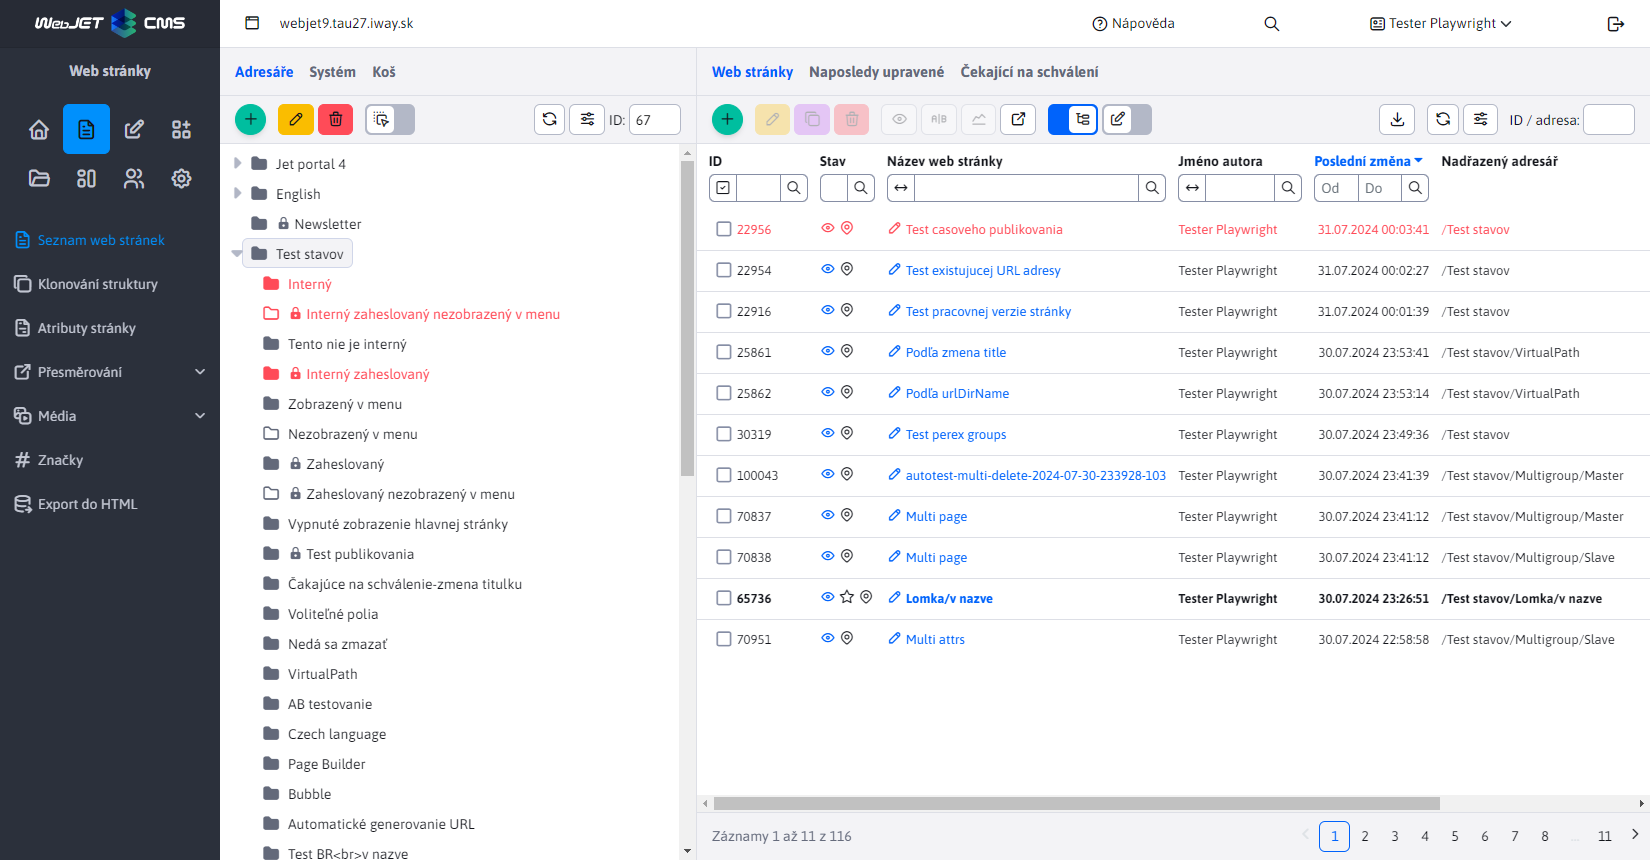 WebJET CMS
webjet9.tau27.iway.sk
Nápověda
Tester Playwright
Web stránky
Seznam web stránek
Klonování struktury
Atributy stránky
Přesměrování
Média
Značky
Export do HTML
Adresáře Systém Koš
ID: 67
Jet portal 4
English
Newsletter
Test stavov
Interný
Interný zaheslovaný nezobrazený v menu
Tento nie je interný
Interný zaheslovaný
Zobrazený v menu
Nezobrazený v menu
Zaheslovaný
Zaheslovaný nezobrazený v menu
Vypnuté zobrazenie hlavnej stránky
Test publikovania
Čakajúce na schválenie-zmena titulku
Voliteľné polia
Nedá sa zmazať
VirtualPath
AB testovanie
Czech language
Page Builder
Bubble
Automatické generovanie URL
Test BR<br>v nazve
Web stránky Naposledy upravené Čekající na schválení
A|B
ID / adresa:
ID Stav Název web stránky Jméno autora Poslední změna Nadřazený adresář
Od Do
22956 Test casoveho publikovania Tester Playwright 31.07.2024 00:03:41 /Test stavov
22954 Test existujucej URL adresy Tester Playwright 31.07.2024 00:02:27 /Test stavov
22916 Test pracovnej verzie stránky Tester Playwright 31.07.2024 00:01:39 /Test stavov
25861 Podľa zmena title Tester Playwright 30.07.2024 23:53:41 /Test stavov/VirtualPath
25862 Podľa urlDirName Tester Playwright 30.07.2024 23:53:14 /Test stavov/VirtualPath
30319 Test perex groups Tester Playwright 30.07.2024 23:49:36 /Test stavov
100043 autotest-multi-delete-2024-07-30-233928-103 Tester Playwright 30.07.2024 23:41:39 /Test stavov/Multigroup/Master
70837 Multi page Tester Playwright 30.07.2024 23:41:12 /Test stavov/Multigroup/Master
70838 Multi page Tester Playwright 30.07.2024 23:41:12 /Test stavov/Multigroup/Slave
65736 Lomka/v nazve Tester Playwright 30.07.2024 23:26:51 /Test stavov/Lomka/v nazve
70951 Multi attrs Tester Playwright 30.07.2024 22:58:58 /Test stavov/Multigroup/Slave
Záznamy 1 až 11 z 116
1 2 3 4 5 6 7 8 … 11